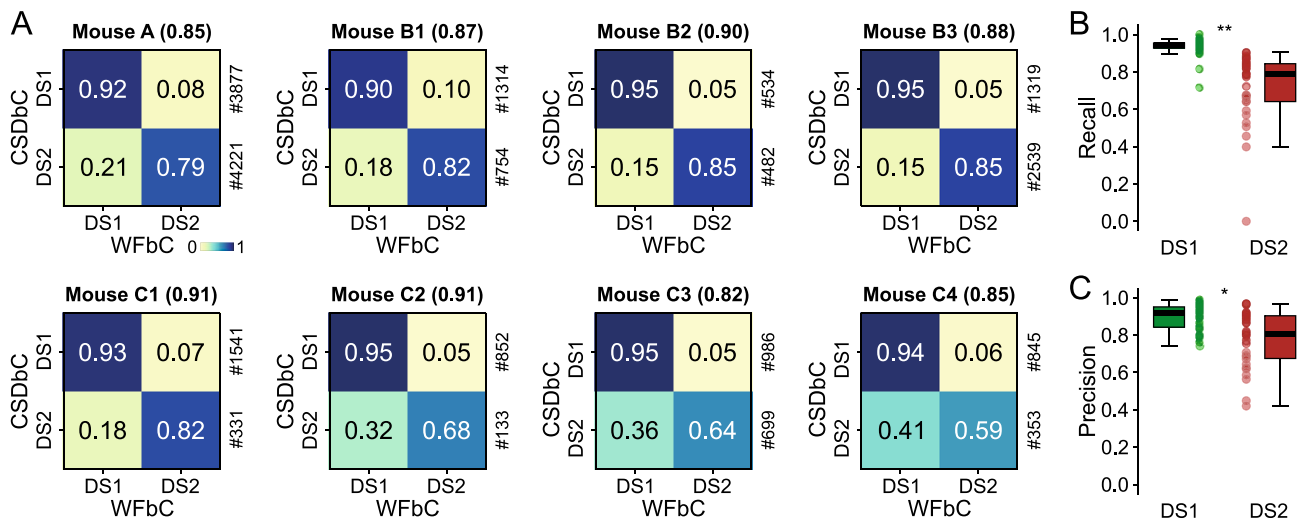 A
Mouse A (0.85)
CSDbC
DS1
DS2
0.92 0.08
0.21 0.79
#3877
#4221
DS1 DS2
WFbC
0 1
Mouse B1 (0.87)
CSDbC
DS1
DS2
0.90 0.10
0.18 0.82
#1314
#754
DS1 DS2
WFbC
Mouse B2 (0.90)
CSDbC
DS1
DS2
0.95 0.05
0.15 0.85
#534
#482
DS1 DS2
WFbC
Mouse B3 (0.88)
CSDbC
DS1
DS2
0.95 0.05
0.15 0.85
#1319
#2539
DS1 DS2
WFbC
Mouse C1 (0.91)
CSDbC
DS1
DS2
0.93 0.07
0.18 0.82
#1541
#331
DS1 DS2
WFbC
Mouse C2 (0.91)
CSDbC
DS1
DS2
0.95 0.05
0.32 0.68
#852
#133
DS1 DS2
WFbC
Mouse C3 (0.82)
CSDbC
DS1
DS2
0.95 0.05
0.36 0.64
#986
#699
DS1 DS2
WFbC
Mouse C4 (0.85)
CSDbC
DS1
DS2
0.94 0.06
0.41 0.59
#845
#353
DS1 DS2
WFbC
B
Recall
1.0
0.8
0.4
0.2
0.0
**
DS1 DS2
C
Precision
1.0
0.8
0.4
0.2
0.0
*
DS1 DS2